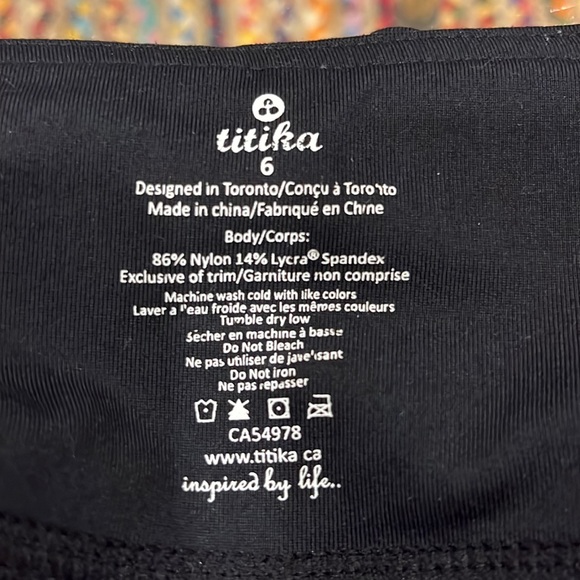 titika
6
Designed in Toronto/Conçu à Toronto
Made in china/Fabriqué en Chine
Body/Corps:
86% Nylon 14% Lycra® Spandex
Exclusive of trim/Garniture non comprise
Machine wash cold with like colors
Laver a l'eau froide avec les mêmes couleurs
Tumble dry low
Sécher en machine à basse
Do Not Bleach
Ne pas utiliser de javelisant
Do Not iron
Ne pas repasser
CA54978
www.titika ca
inspired by life..